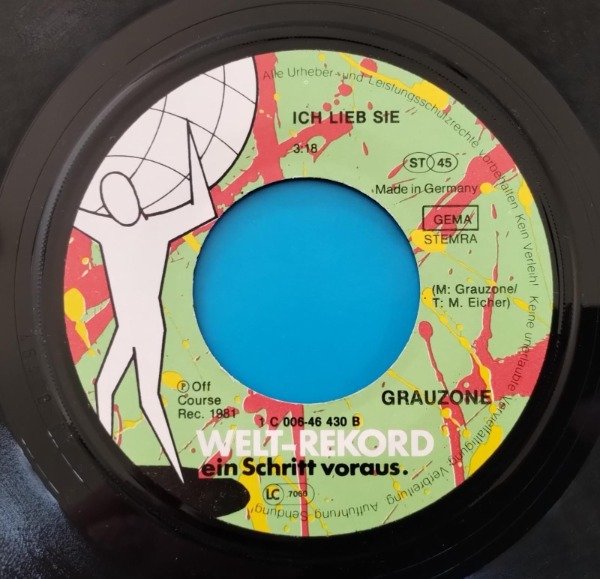 Alle Urheber- und Leistungsschutzrechte vorbehalten Kein Verleih! Keine unerlaubte Vervielfältigung Verbreitung Aufführung Sendung!
ICH LIEB SIE
3:18
ST 45
Made in Germany
GEMA
STEMRA
(M: Grauzone/
T: M. Eicher)
GRAUZONE
℗ Off
Course
Rec. 1981
1 C 006-46 430 B
WELT-REKORD
ein Schritt voraus.
LC 7060